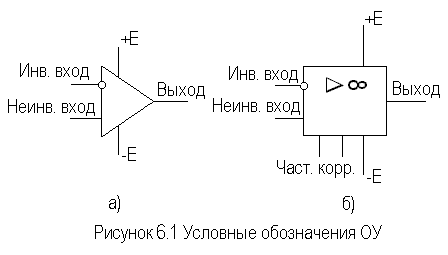 +E
+E
Инв. вход
Инв. вход
▷ ∞
Выход
Выход
Неинв. вход
Неинв. вход
-E
Част. корр.
-E
а)
б)
Рисунок 6.1 Условные обозначения ОУ